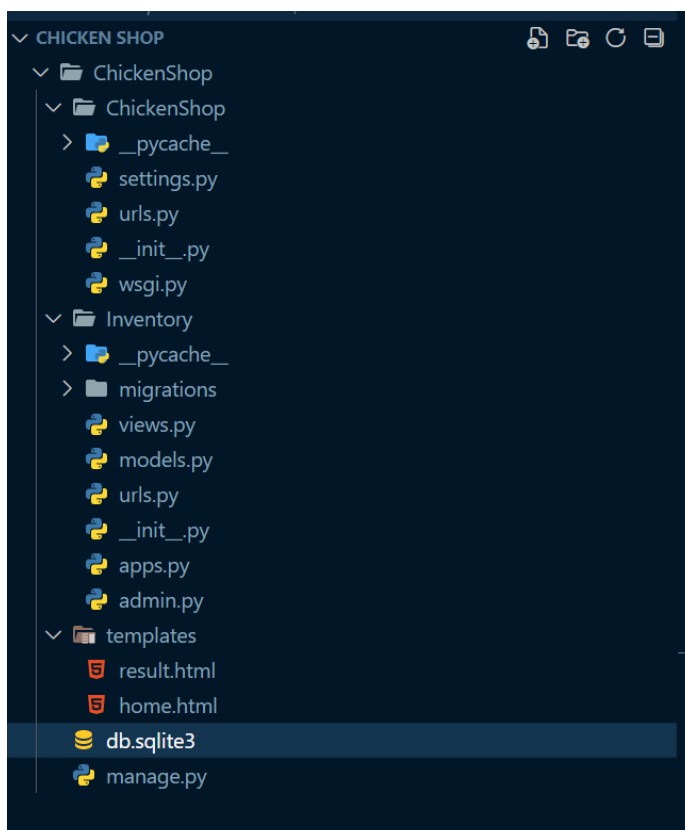 CHICKEN SHOP
ChickenShop
ChickenShop
__pycache__
settings.py
urls.py
__init__.py
wsgi.py
Inventory
__pycache__
migrations
views.py
models.py
urls.py
__init__.py
apps.py
admin.py
templates
result.html
home.html
db.sqlite3
manage.py